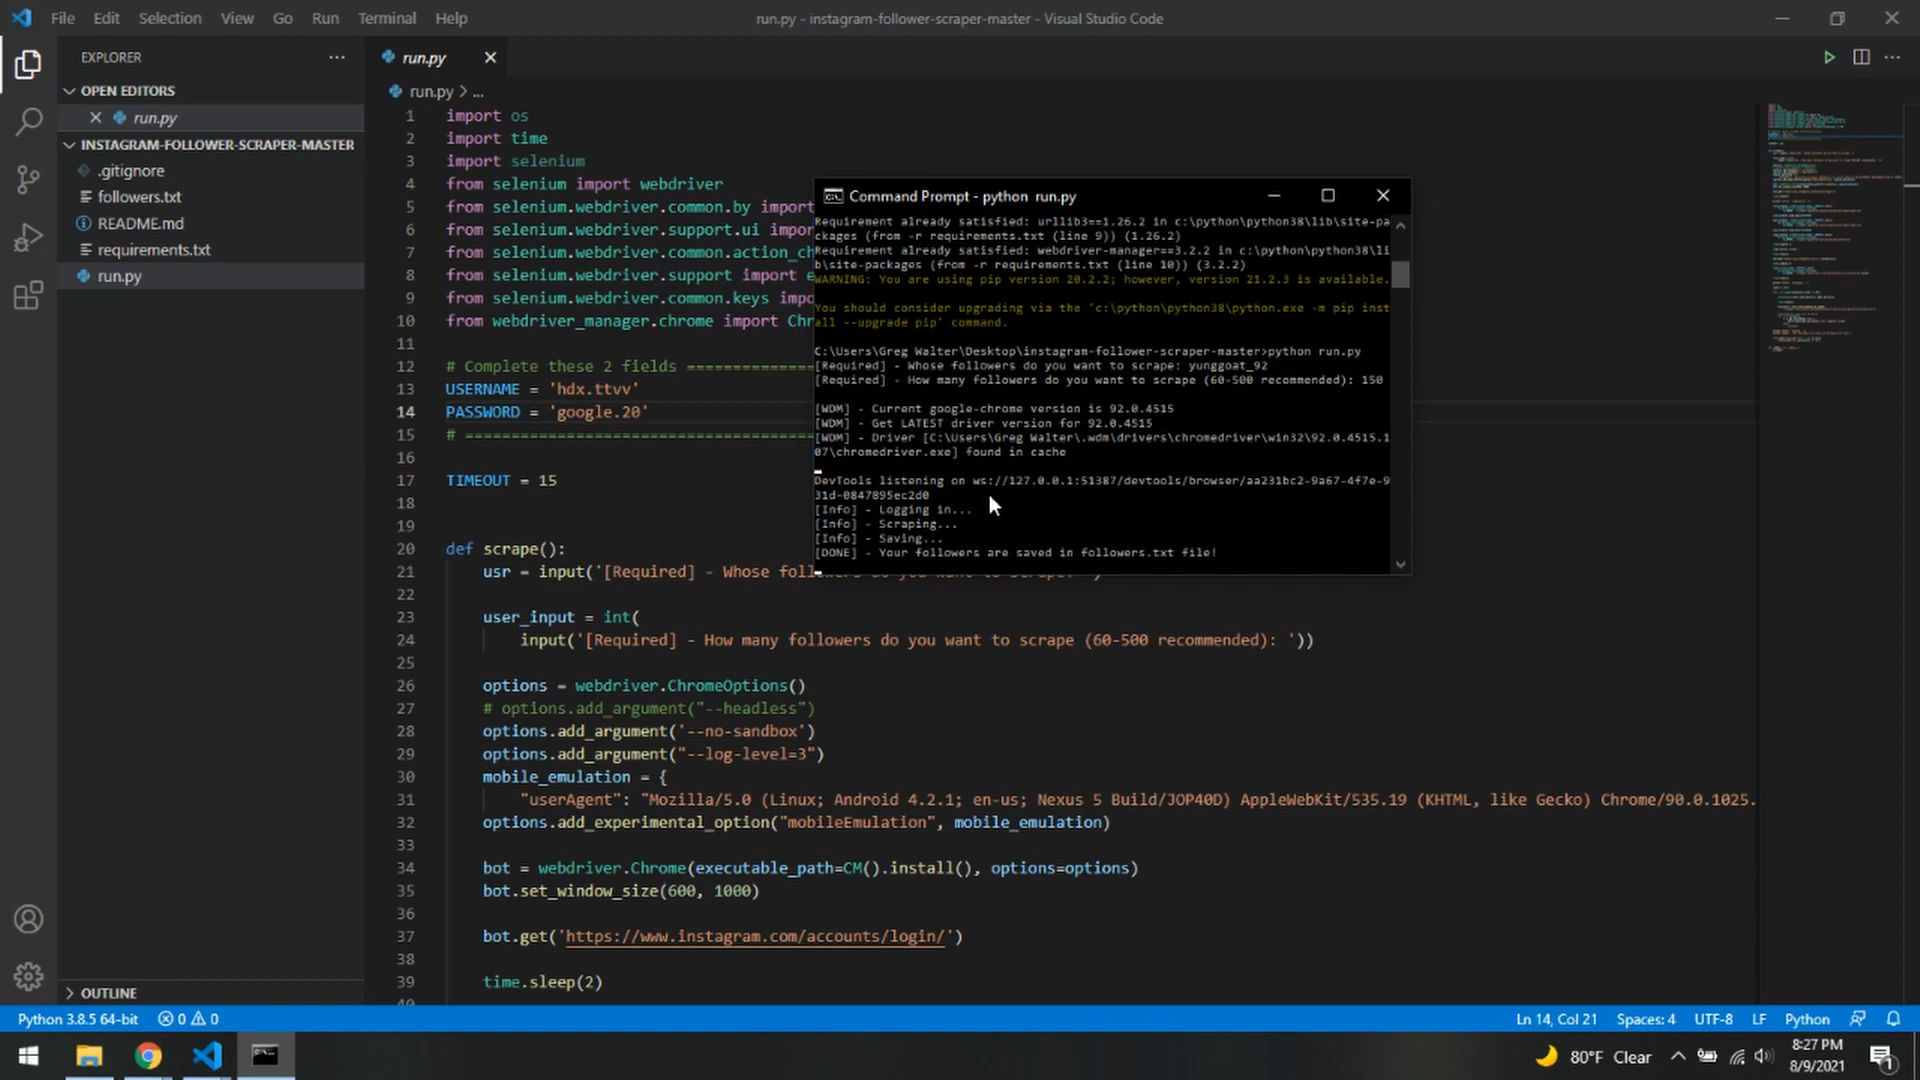 File Edit Selection View Go Run Terminal Help
run.py - instagram-follower-scraper-master - Visual Studio Code
EXPLORER
OPEN EDITORS
run.py
INSTAGRAM-FOLLOWER-SCRAPER-MASTER
.gitignore
followers.txt
README.md
requirements.txt
run.py
OUTLINE
run.py
run.py > ...
1 import os
2 import time
3 import selenium
4 from selenium import webdriver
5 from selenium.webdriver.common.by import
6 from selenium.webdriver.support.ui
7 from selenium.webdriver.common.action_ch
8 from selenium.webdriver.support import
9 from selenium.webdriver.common.keys
10 from webdriver_manager.chrome import
11
12 # Complete these 2 fields ==============
13 USERNAME = 'hdx.ttvv'
14 PASSWORD = 'google.20'
15 # ======================================
16
17 TIMEOUT = 15
18
19
20 def scrape():
21 usr = input('[Required] - Whose
22
23 user_input = int(
24 input('[Required] - How many followers do you want to scrape (60-500 recommended): '))
25
26 options = webdriver.ChromeOptions()
27 # options.add_argument("--headless")
28 options.add_argument('--no-sandbox')
29 options.add_argument("--log-level=3")
30 mobile_emulation = {
31 "userAgent": "Mozilla/5.0 (Linux; Android 4.2.1; en-us; Nexus 5 Build/JOP40D) AppleWebKit/535.19 (KHTML, like Gecko) Chrome/90.0.1025.
32 options.add_experimental_option("mobileEmulation", mobile_emulation)
33
34 bot = webdriver.Chrome(executable_path=CM().install(), options=options)
35 bot.set_window_size(600, 1000)
36
37 bot.get('https://www.instagram.com/accounts/login/')
38
39 time.sleep(2)
Command Prompt - python run.py
Requirement already satisfied: urllib3==1.26.2 in c:\python\python38\lib\site-pa
ckages (from -r requirements.txt (line 9)) (1.26.2)
Requirement already satisfied: webdriver-manager==3.2.2 in c:\python\python38\li
b\site-packages (from -r requirements.txt (line 10)) (3.2.2)
WARNING: You are using pip version 20.2.2; however, version 21.2.3 is available.
You should consider upgrading via the 'c:\python\python38\python.exe -m pip inst
all --upgrade pip' command.
C:\Users\Greg Walter\Desktop\instagram-follower-scraper-master>python run.py
[Required] - Whose followers do you want to scrape: yunggoat_92
[Required] - How many followers do you want to scrape (60-500 recommended): 150
[WDM] - Current google-chrome version is 92.0.4515
[WDM] - Get LATEST driver version for 92.0.4515
[WDM] - Driver [C:\Users\Greg Walter\.wdm\drivers\chromedriver\win32\92.0.4515.1
07\chromedriver.exe] found in cache
DevTools listening on ws://127.0.0.1:51387/devtools/browser/aa231bc2-9a67-4f7e-9
31d-0847895ec2d0
[Info] - Logging in...
[Info] - Scraping...
[Info] - Saving...
[DONE] - Your followers are saved in followers.txt file!
Python 3.8.5 64-bit 0 0
Ln 14, Col 21 Spaces: 4 UTF-8 LF Python
80°F Clear
8:27 PM
8/9/2021
1